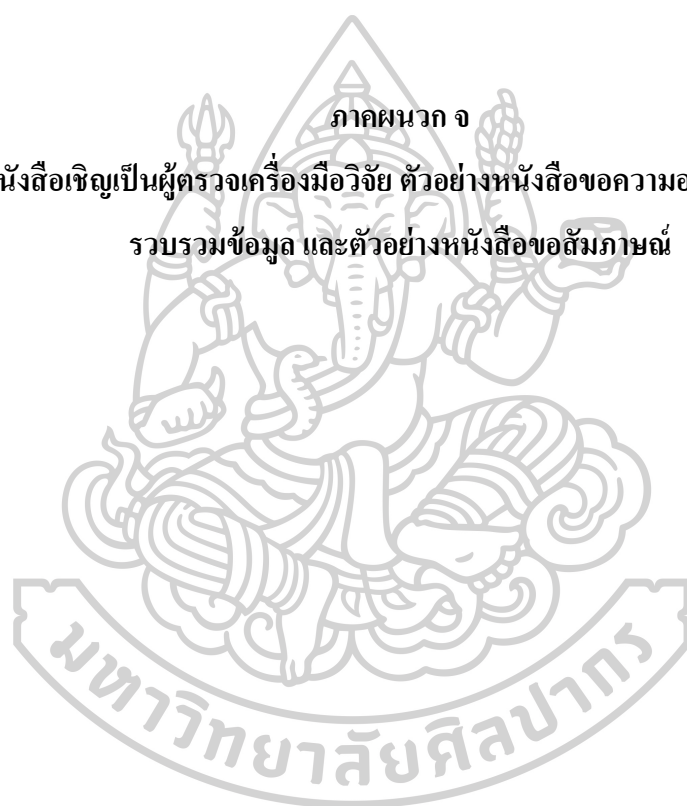 ภาคผนวก จ
นังสือเชิญเป็นผู้ตรวจเครื่องมือวิจัย ตัวอย่างหนังสือขอความอ
รวบรวมข้อมูล และตัวอย่างหนังสือขอสัมภาษณ์
มหาวิทยาลัยศิลปากร